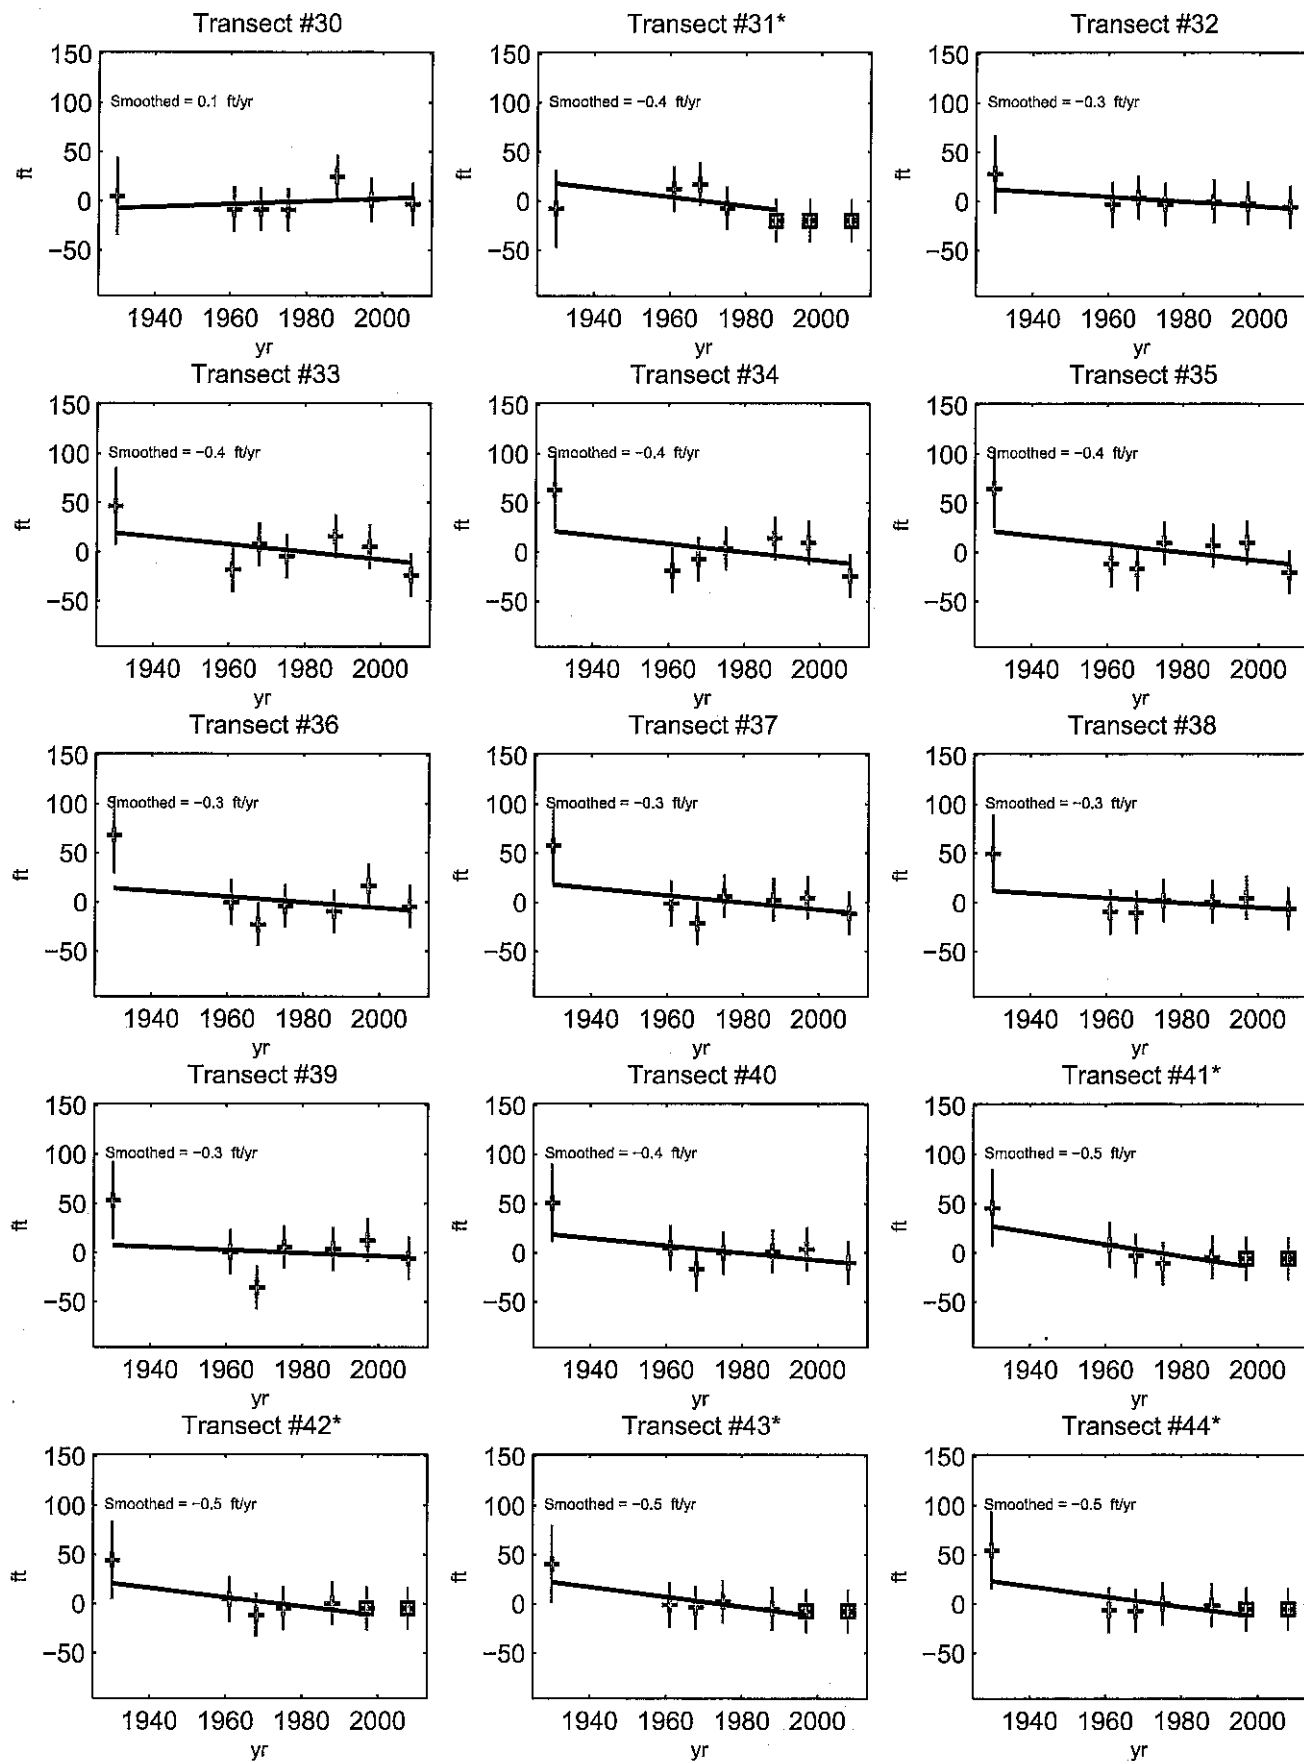 Transect #30
150
100
50
0
−50
ft
Smoothed = 0.1 ft/yr
1940 1960 1980 2000
yr
Transect #31*
150
100
50
0
−50
ft
Smoothed = −0.4 ft/yr
1940 1960 1980 2000
yr
Transect #32
150
100
50
0
−50
ft
Smoothed = −0.3 ft/yr
1940 1960 1980 2000
yr
Transect #33
150
100
50
0
−50
ft
Smoothed = −0.4 ft/yr
1940 1960 1980 2000
yr
Transect #34
150
100
50
0
−50
ft
Smoothed = −0.4 ft/yr
1940 1960 1980 2000
yr
Transect #35
150
100
50
0
−50
ft
Smoothed = −0.4 ft/yr
1940 1960 1980 2000
yr
Transect #36
150
100
50
0
−50
ft
Smoothed = −0.3 ft/yr
1940 1960 1980 2000
yr
Transect #37
150
100
50
0
−50
ft
Smoothed = −0.3 ft/yr
1940 1960 1980 2000
yr
Transect #38
150
100
50
0
−50
ft
Smoothed = −0.3 ft/yr
1940 1960 1980 2000
yr
Transect #39
150
100
50
0
−50
ft
Smoothed = −0.3 ft/yr
1940 1960 1980 2000
yr
Transect #40
150
100
50
0
−50
ft
Smoothed = −0.4 ft/yr
1940 1960 1980 2000
yr
Transect #41*
150
100
50
0
−50
ft
Smoothed = −0.5 ft/yr
1940 1960 1980 2000
yr
Transect #42*
150
100
50
0
−50
ft
Smoothed = −0.5 ft/yr
1940 1960 1980 2000
yr
Transect #43*
150
100
50
0
−50
ft
Smoothed = −0.5 ft/yr
1940 1960 1980 2000
yr
Transect #44*
150
100
50
0
−50
ft
Smoothed = −0.5 ft/yr
1940 1960 1980 2000
yr